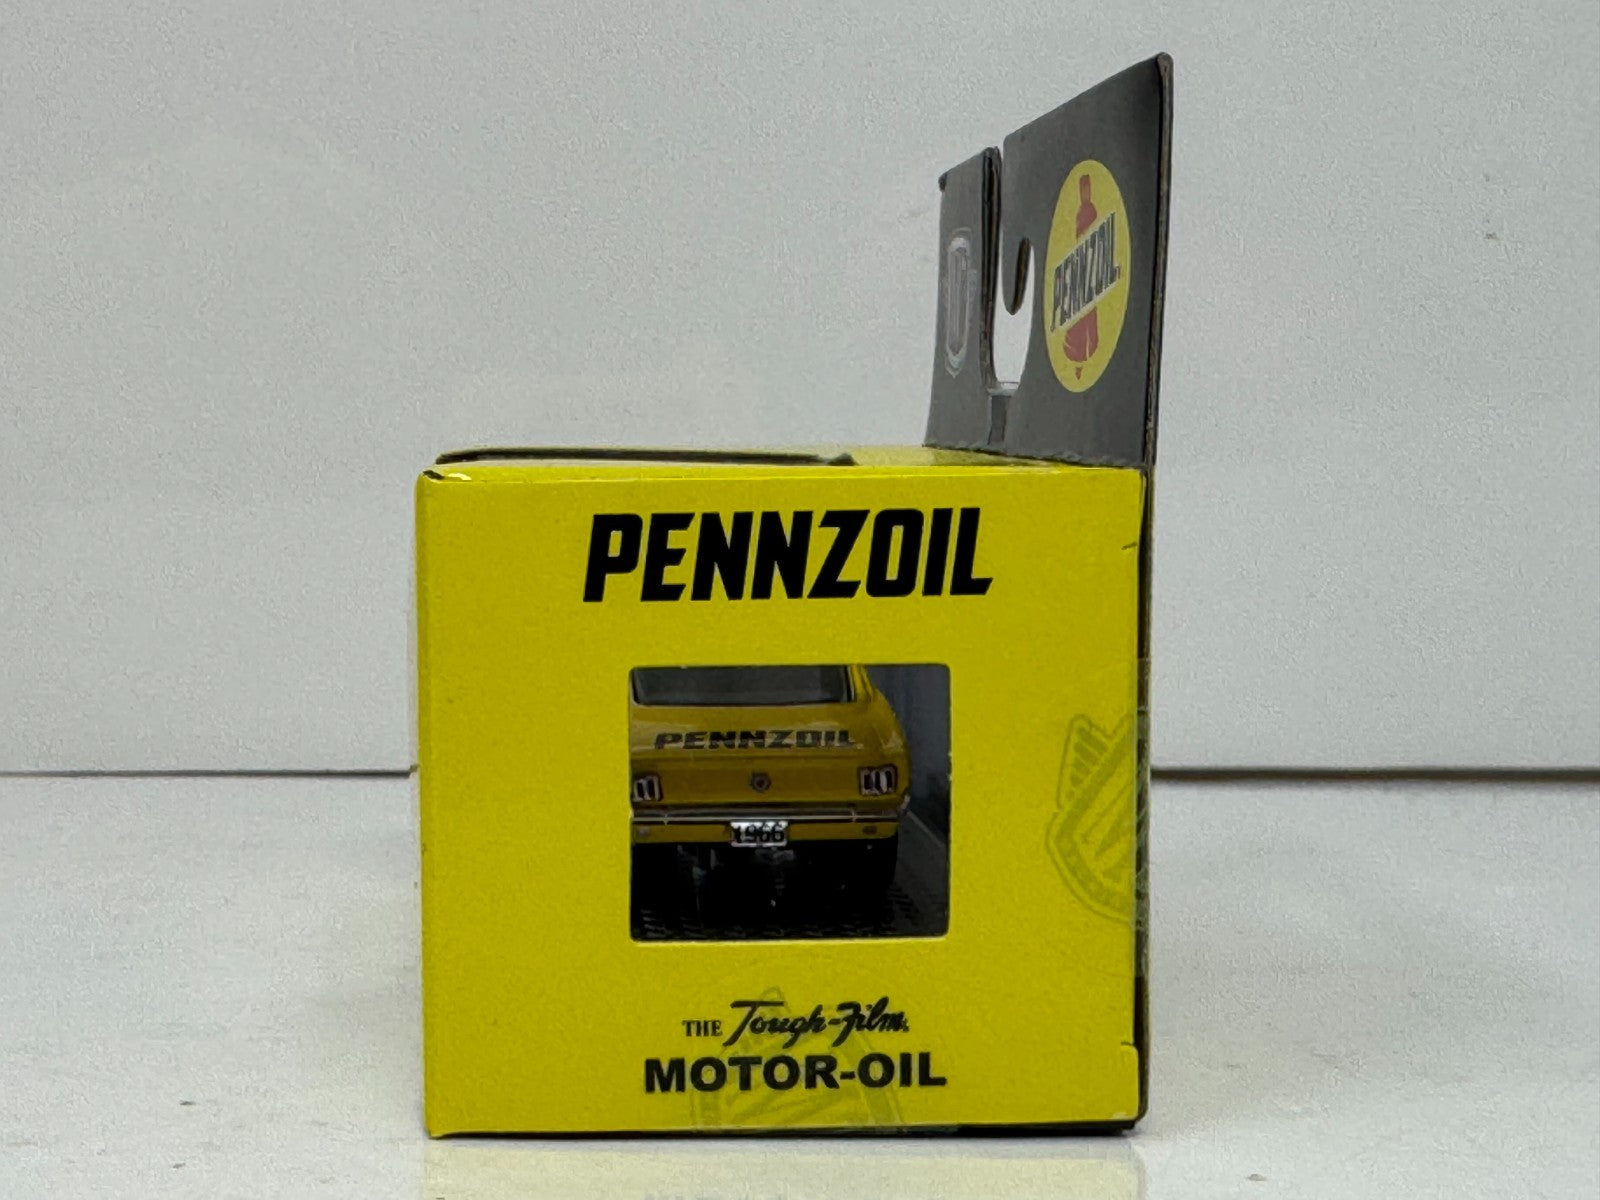 PENNZOIL
PENNZOIL
PENNZOIL
1966
THE Tough-Film
MOTOR-OIL